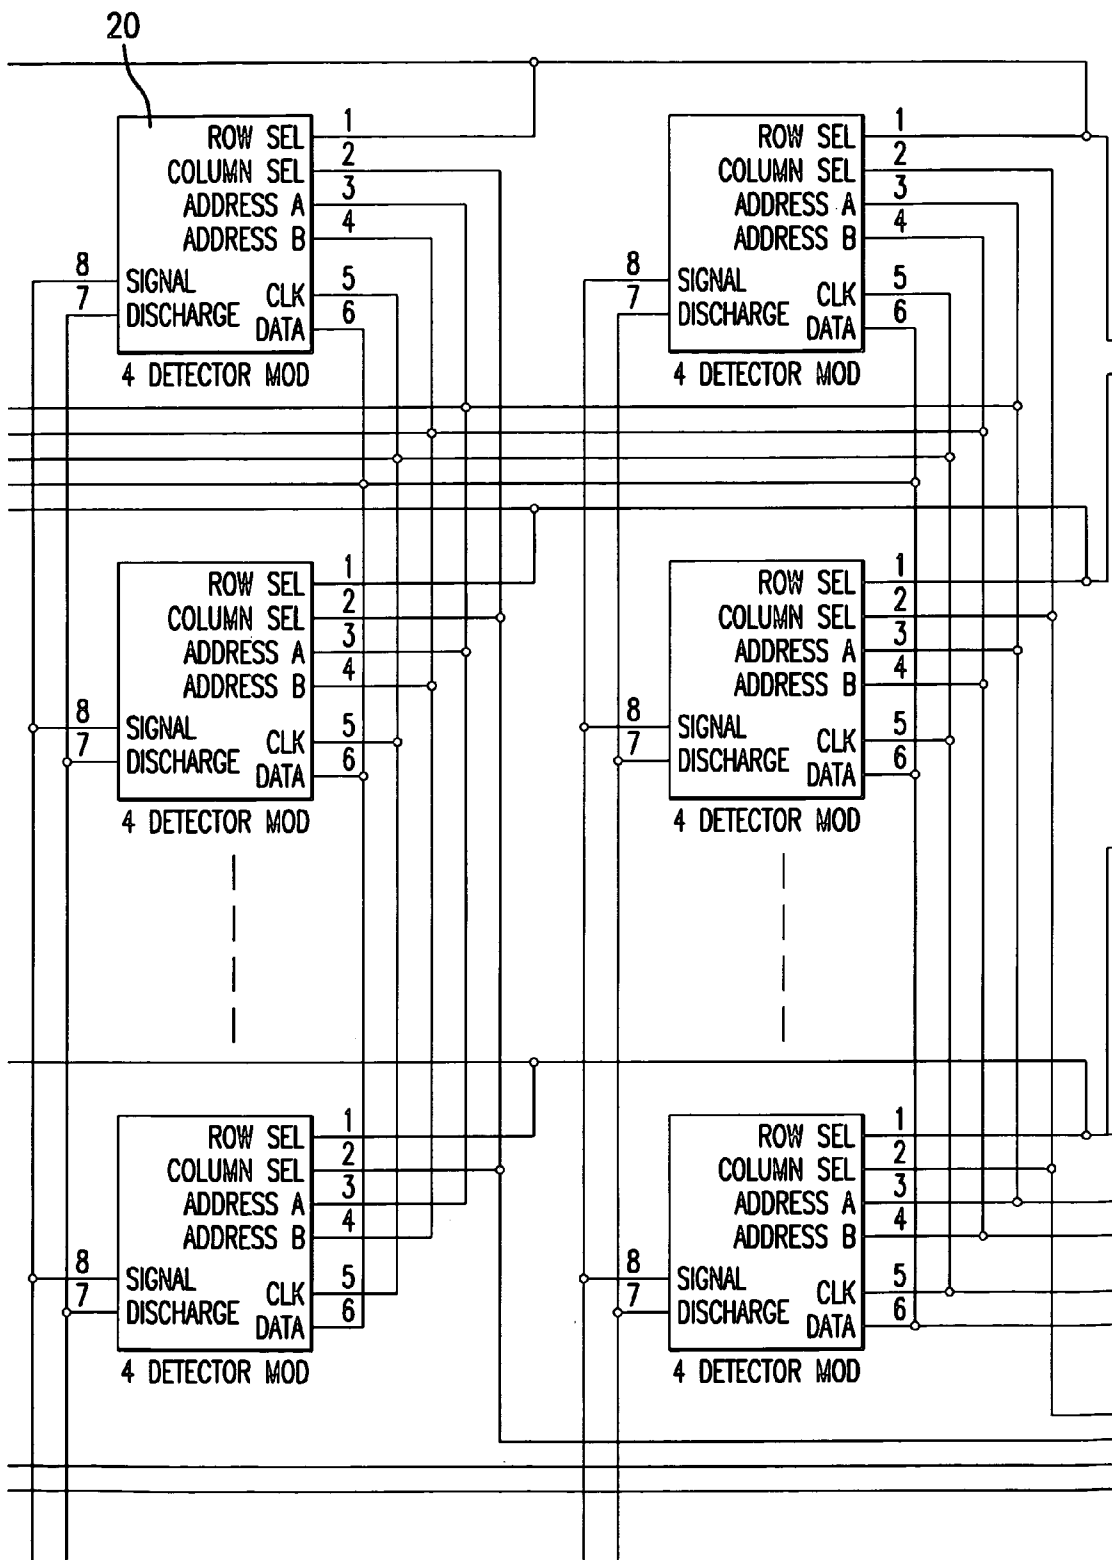 20
ROW SEL 1
COLUMN SEL 2
ADDRESS A 3
ADDRESS B 4
8 SIGNAL
7 DISCHARGE
CLK 5
DATA 6
4 DETECTOR MOD
ROW SEL 1
COLUMN SEL 2
ADDRESS A 3
ADDRESS B 4
8 SIGNAL
7 DISCHARGE
CLK 5
DATA 6
4 DETECTOR MOD
ROW SEL 1
COLUMN SEL 2
ADDRESS A 3
ADDRESS B 4
8 SIGNAL
7 DISCHARGE
CLK 5
DATA 6
4 DETECTOR MOD
ROW SEL 1
COLUMN SEL 2
ADDRESS A 3
ADDRESS B 4
8 SIGNAL
7 DISCHARGE
CLK 5
DATA 6
4 DETECTOR MOD
ROW SEL 1
COLUMN SEL 2
ADDRESS A 3
ADDRESS B 4
8 SIGNAL
7 DISCHARGE
CLK 5
DATA 6
4 DETECTOR MOD
ROW SEL 1
COLUMN SEL 2
ADDRESS A 3
ADDRESS B 4
8 SIGNAL
7 DISCHARGE
CLK 5
DATA 6
4 DETECTOR MOD